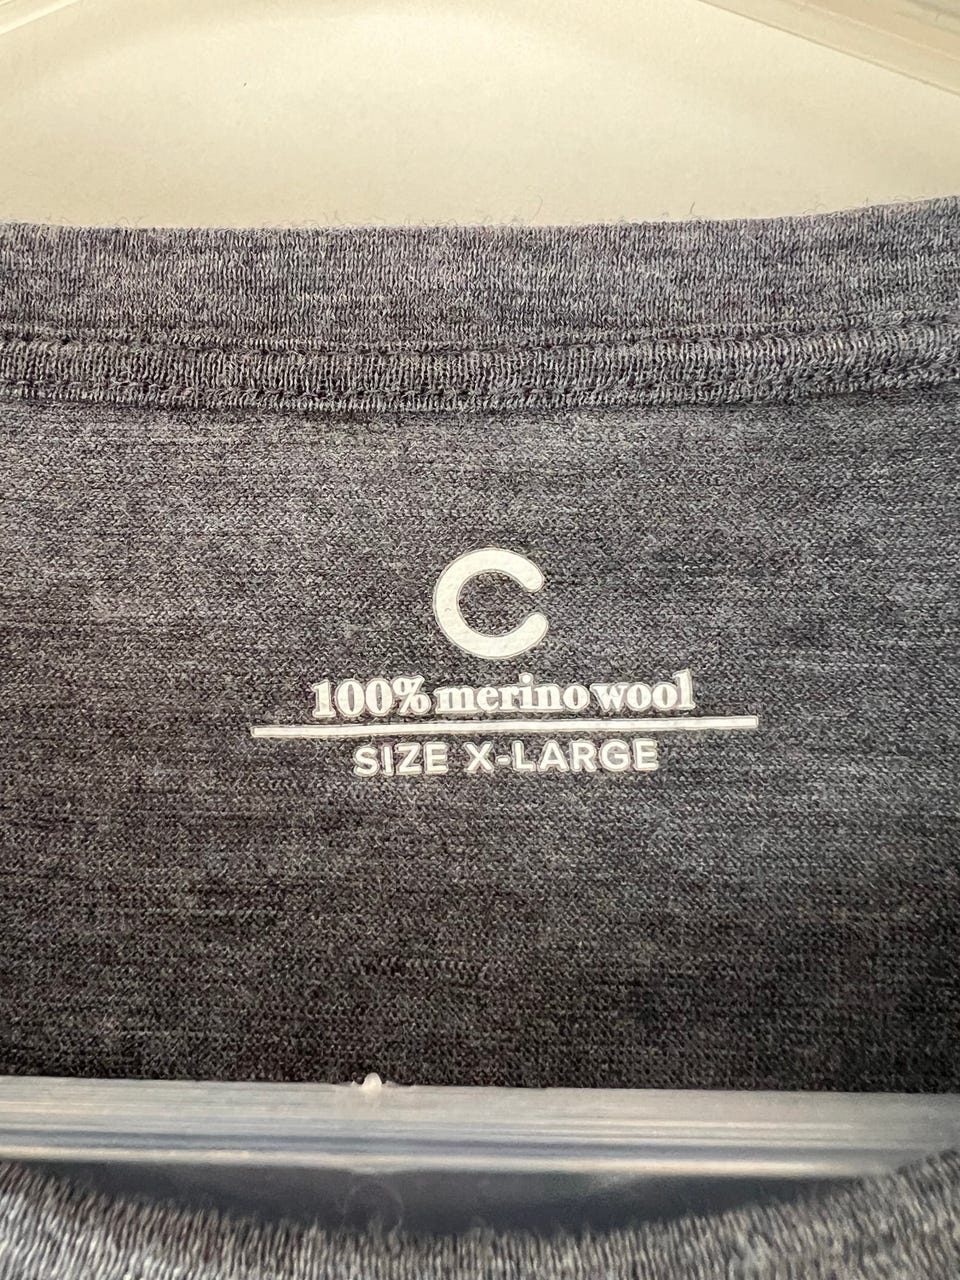 C
100% merino wool
SIZE X-LARGE